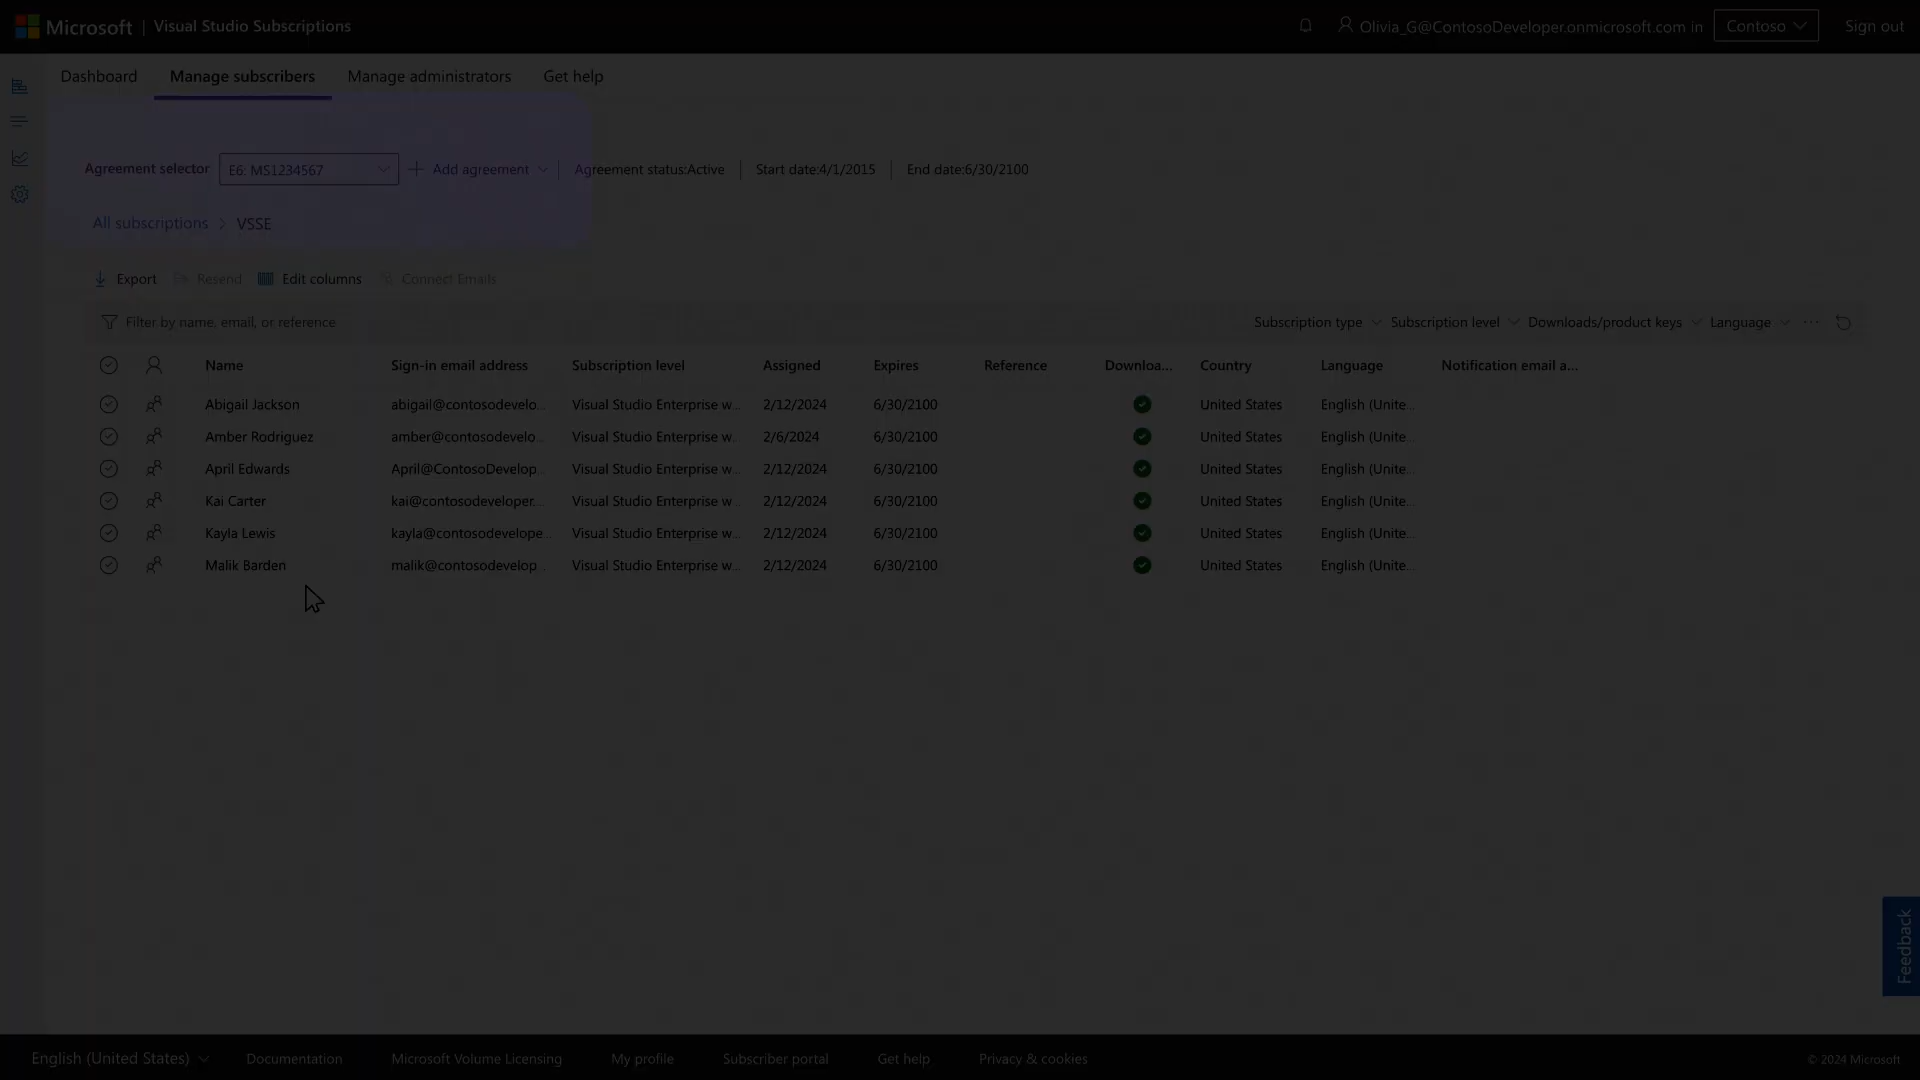 Microsoft | Visual Studio Subscriptions Olivia_G@ContosoDeveloper.onmicrosoft.com in Contoso Sign out
Dashboard Manage subscribers Manage administrators Get help
Agreement selector E6: MS1234567 Add agreement Agreement status:Active Start date:4/1/2015 End date:6/30/2100
All subscriptions > VSSE
Export Resend Edit columns Connect Emails
Filter by name, email, or reference Subscription type Subscription level Downloads/product keys Language ...
Name Sign-in email address Subscription level Assigned Expires Reference Downloa... Country Language Notification email a...
Abigail Jackson abigail@contosodevelo... Visual Studio Enterprise w... 2/12/2024 6/30/2100 United States English (Unite...
Amber Rodriguez amber@contosodevelo... Visual Studio Enterprise w... 2/6/2024 6/30/2100 United States English (Unite...
April Edwards April@ContosoDevelop... Visual Studio Enterprise w... 2/12/2024 6/30/2100 United States English (Unite...
Kai Carter kai@contosodeveloper... Visual Studio Enterprise w... 2/12/2024 6/30/2100 United States English (Unite...
Kayla Lewis kayla@contosodevelope... Visual Studio Enterprise w... 2/12/2024 6/30/2100 United States English (Unite...
Malik Barden malik@contosodevelop... Visual Studio Enterprise w... 2/12/2024 6/30/2100 United States English (Unite...
Feedback
English (United States) Documentation Microsoft Volume Licensing My profile Subscriber portal Get help Privacy & cookies © 2024 Microsoft